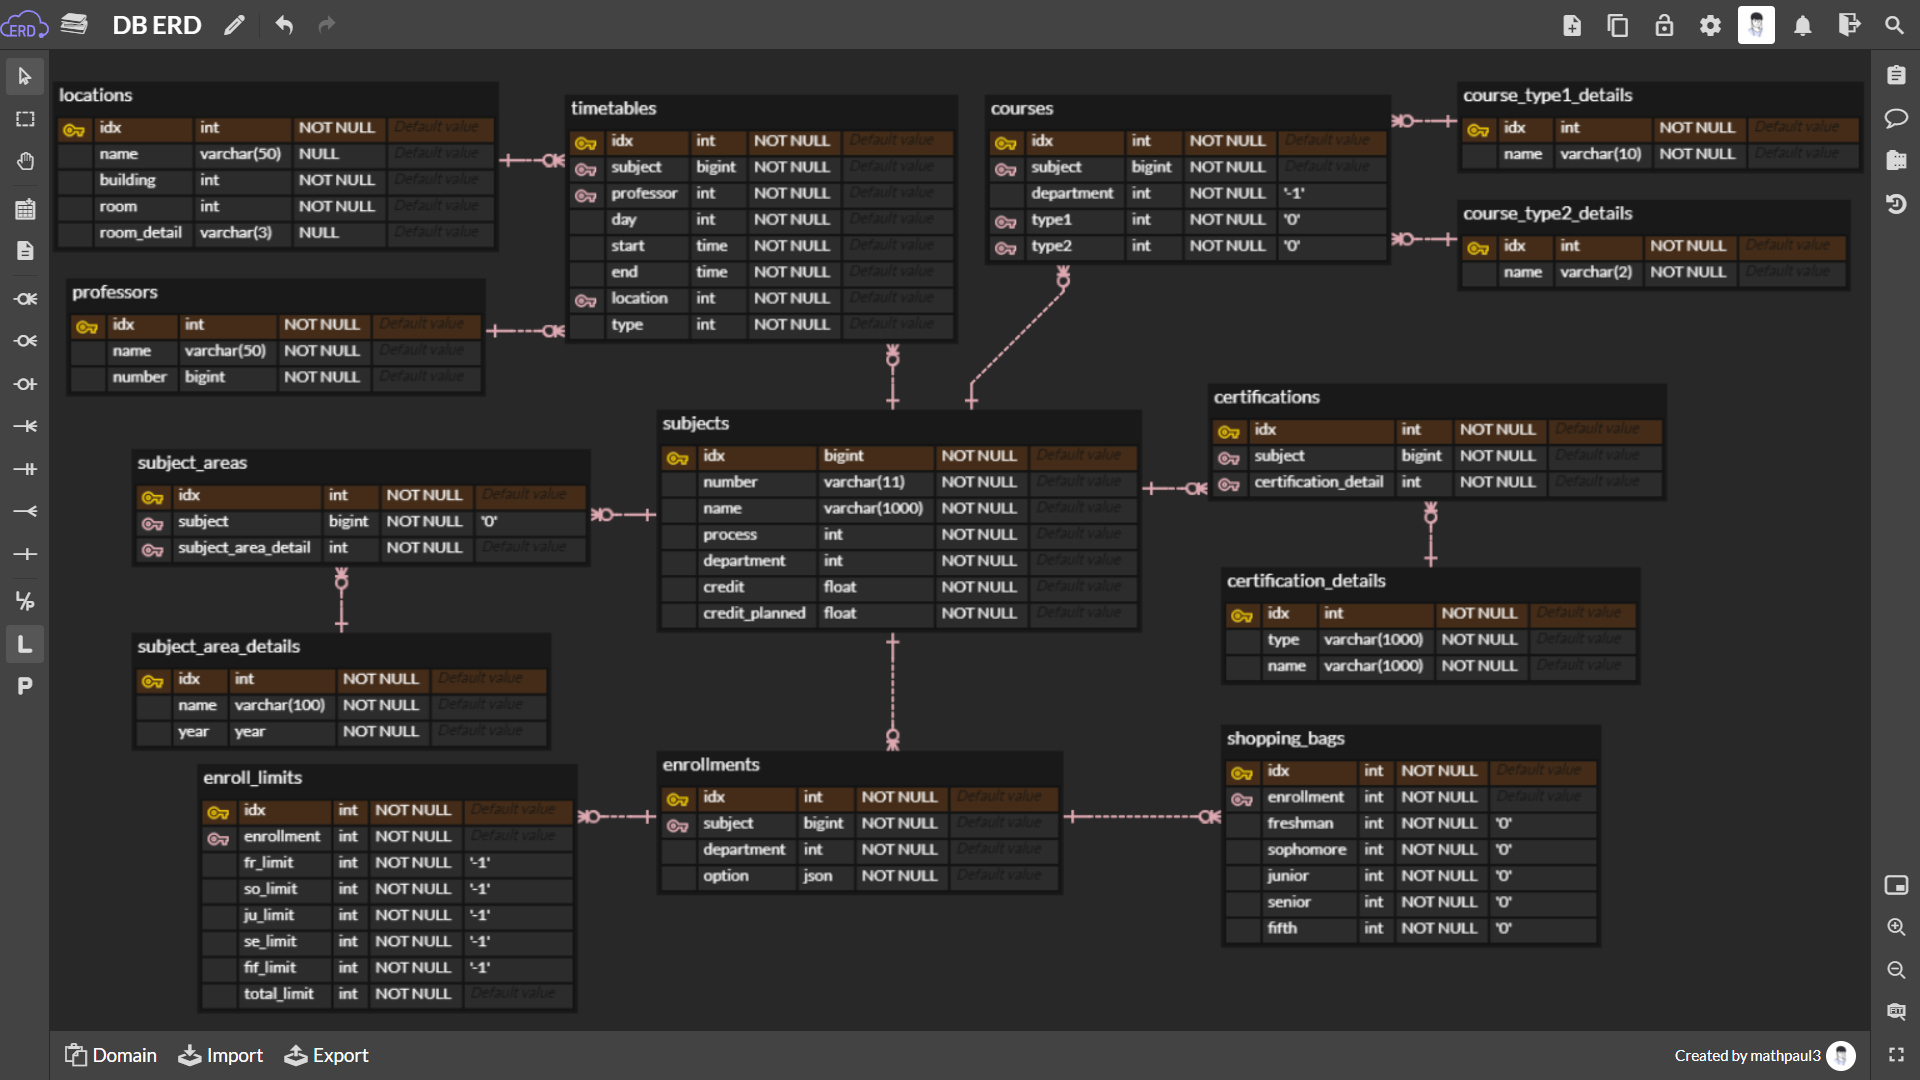 ERD
DB ERD
locations
idx int NOT NULL Default value
name varchar(50) NULL Default value
building int NOT NULL Default value
room int NOT NULL Default value
room_detail varchar(3) NULL Default value
timetables
idx int NOT NULL Default value
subject bigint NOT NULL Default value
professor int NOT NULL Default value
day int NOT NULL Default value
start time NOT NULL Default value
end time NOT NULL Default value
location int NOT NULL Default value
type int NOT NULL Default value
courses
idx int NOT NULL Default value
subject bigint NOT NULL Default value
department int NOT NULL '-1'
type1 int NOT NULL '0'
type2 int NOT NULL '0'
course_type1_details
idx int NOT NULL Default value
name varchar(10) NOT NULL Default value
course_type2_details
idx int NOT NULL Default value
name varchar(2) NOT NULL Default value
professors
idx int NOT NULL Default value
name varchar(50) NOT NULL Default value
number bigint NOT NULL Default value
subjects
idx bigint NOT NULL Default value
number varchar(11) NOT NULL Default value
name varchar(1000) NOT NULL Default value
process int NOT NULL Default value
department int NOT NULL Default value
credit float NOT NULL Default value
credit_planned float NOT NULL Default value
certifications
idx int NOT NULL Default value
subject bigint NOT NULL Default value
certification_detail int NOT NULL Default value
subject_areas
idx int NOT NULL Default value
subject bigint NOT NULL '0'
subject_area_detail int NOT NULL Default value
certification_details
idx int NOT NULL Default value
type varchar(1000) NOT NULL Default value
name varchar(1000) NOT NULL Default value
subject_area_details
idx int NOT NULL Default value
name varchar(100) NOT NULL Default value
year year NOT NULL Default value
enroll_limits
idx int NOT NULL Default value
enrollment int NOT NULL Default value
fr_limit int NOT NULL '-1'
so_limit int NOT NULL '-1'
ju_limit int NOT NULL '-1'
se_limit int NOT NULL '-1'
fif_limit int NOT NULL '-1'
total_limit int NOT NULL Default value
enrollments
idx int NOT NULL Default value
subject bigint NOT NULL Default value
department int NOT NULL Default value
option json NOT NULL Default value
shopping_bags
idx int NOT NULL Default value
enrollment int NOT NULL Default value
freshman int NOT NULL '0'
sophomore int NOT NULL '0'
junior int NOT NULL '0'
senior int NOT NULL '0'
fifth int NOT NULL '0'
L/P
L
P
FIT
Domain Import Export
Created by mathpaul3